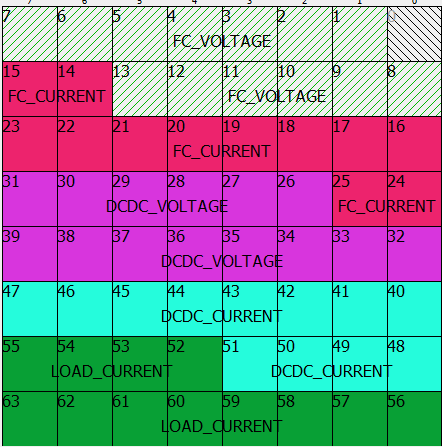 7 6 5 4 3 2 1 0
FC_VOLTAGE
15 14 13 12 11 10 9 8
FC_CURRENT FC_VOLTAGE
23 22 21 20 19 18 17 16
FC_CURRENT
31 30 29 28 27 26 25 24
DCDC_VOLTAGE FC_CURRENT
39 38 37 36 35 34 33 32
DCDC_VOLTAGE
47 46 45 44 43 42 41 40
DCDC_CURRENT
55 54 53 52 51 50 49 48
LOAD_CURRENT DCDC_CURRENT
63 62 61 60 59 58 57 56
LOAD_CURRENT